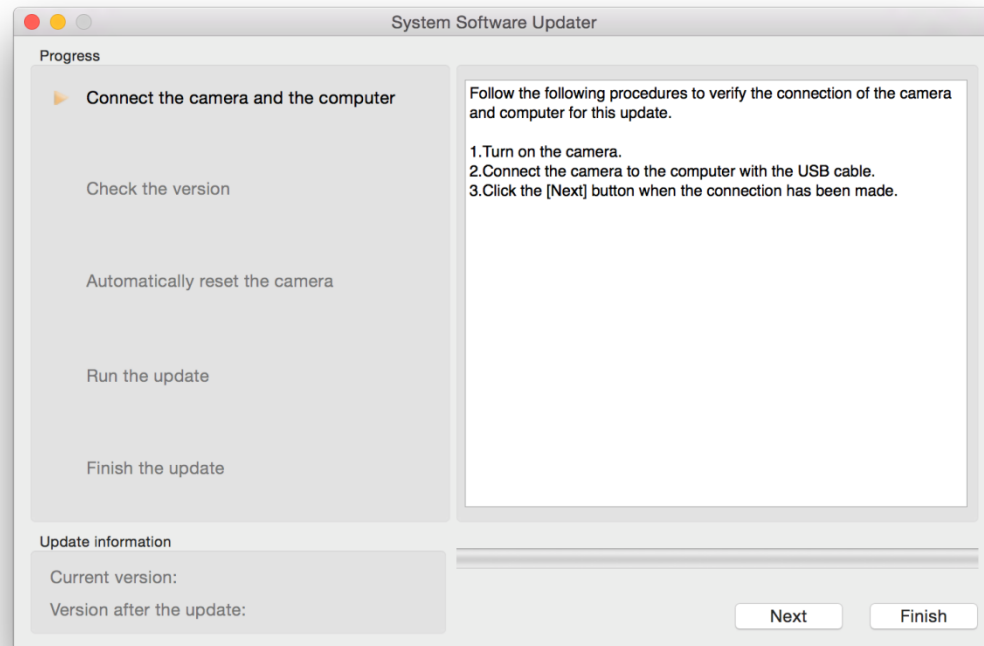 System Software Updater
Progress
Connect the camera and the computer
Check the version
Automatically reset the camera
Run the update
Finish the update
Follow the following procedures to verify the connection of the camera
and computer for this update.
1.Turn on the camera.
2.Connect the camera to the computer with the USB cable.
3.Click the [Next] button when the connection has been made.
Update information
Current version:
Version after the update:
Next
Finish